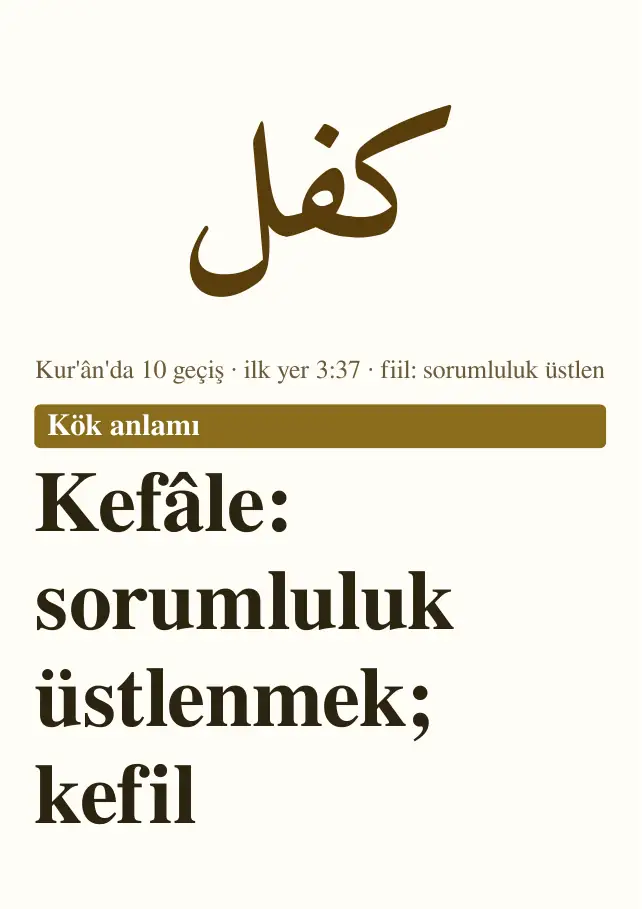 كفل
Kur'ân'da 10 geçiş · ilk yer 3:37 · fiil: sorumluluk üstlen
Kök anlamı
Kefâle:
sorumluluk
üstlenmek;
kefil